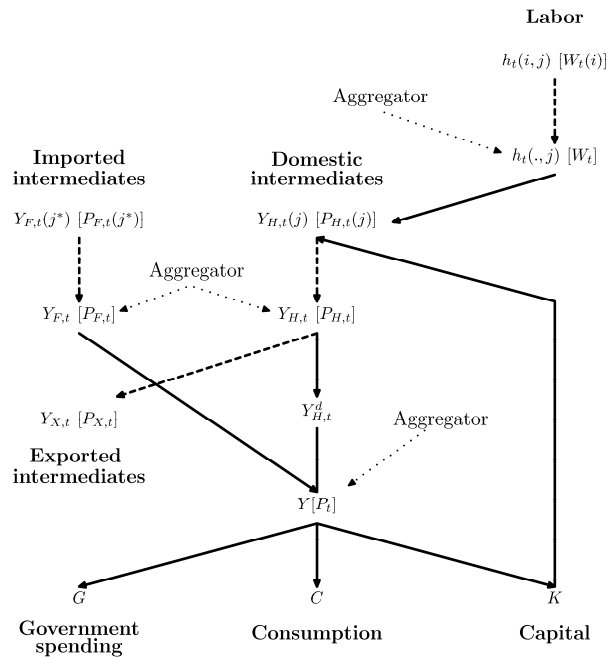 Labor
h_t(i, j) [W_t(i)]
Aggregator
h_t(., j) [W_t]
Imported
intermediates
Domestic
intermediates
Y_{F,t}(j*) [P_{F,t}(j*)]
Y_{H,t}(j) [P_{H,t}(j)]
Aggregator
Y_{F,t} [P_{F,t}]
Y_{H,t} [P_{H,t}]
Y_{X,t} [P_{X,t}]
Y^d_{H,t}
Aggregator
Exported
intermediates
Y[P_t]
G
C
K
Government
spending
Consumption
Capital